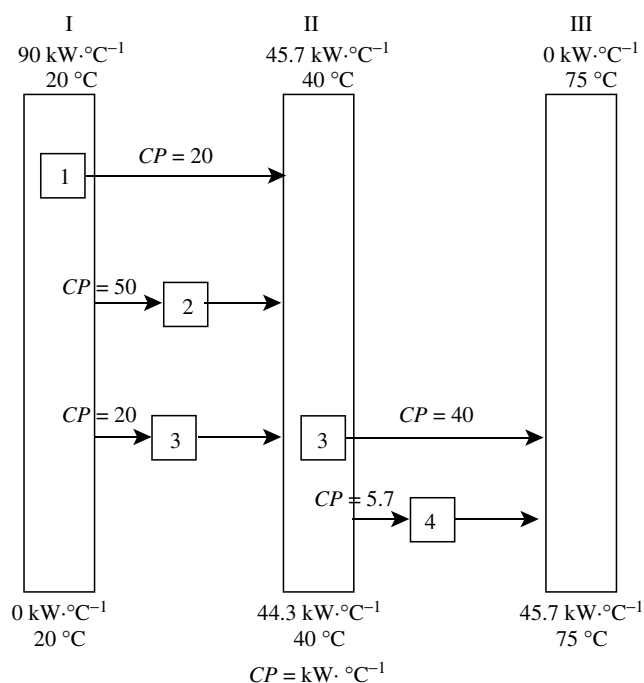 I II III
90 kW·°C⁻¹ 45.7 kW·°C⁻¹ 0 kW·°C⁻¹
20 °C 40 °C 75 °C
CP = 20
1
CP = 50
2
CP = 20 CP = 40
3 3
CP = 5.7
4
0 kW·°C⁻¹ 44.3 kW·°C⁻¹ 45.7 kW·°C⁻¹
20 °C 40 °C 75 °C
CP = kW· °C⁻¹